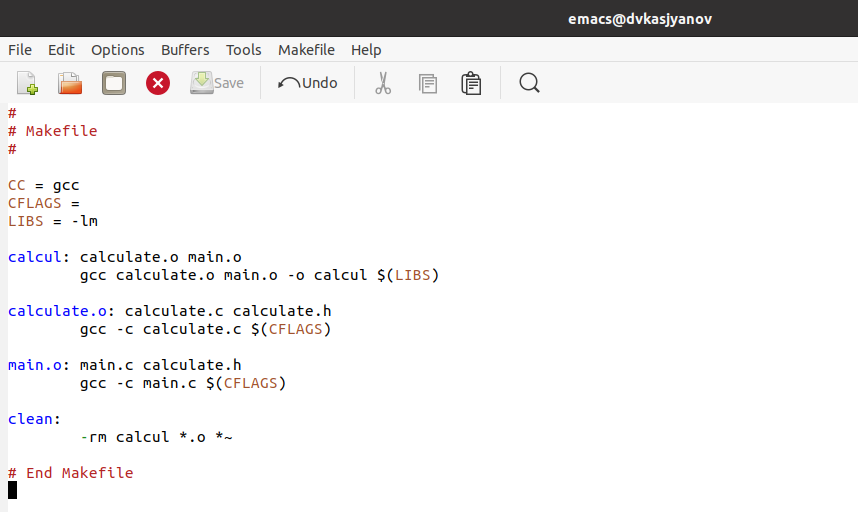 emacs@dvkasjyanov
File Edit Options Buffers Tools Makefile Help
Save Undo
#
# Makefile
#
CC = gcc
CFLAGS =
LIBS = -lm
calcul: calculate.o main.o
gcc calculate.o main.o -o calcul $(LIBS)
calculate.o: calculate.c calculate.h
gcc -c calculate.c $(CFLAGS)
main.o: main.c calculate.h
gcc -c main.c $(CFLAGS)
clean:
-rm calcul *.o *~
# End Makefile